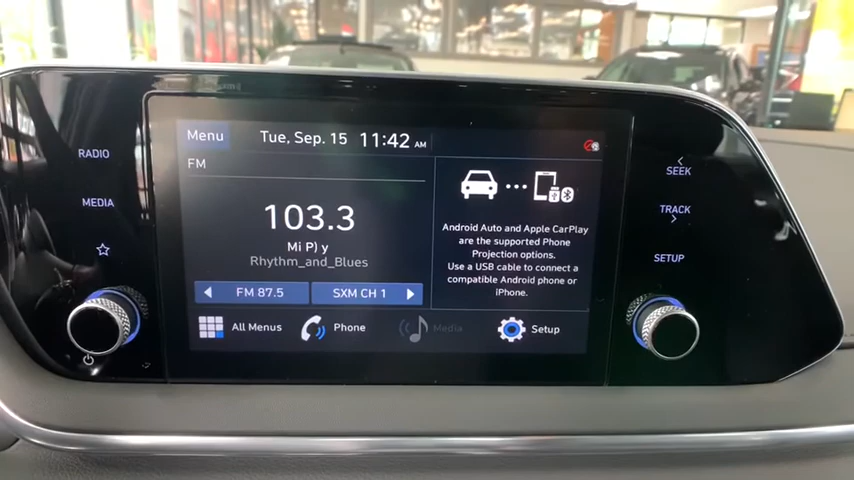 RADIO
MEDIA
Menu
Tue, Sep. 15 11:42 AM
FM
103.3
Mi P) y
Rhythm_and_Blues
FM 87.5
SXM CH 1
Android Auto and Apple CarPlay
are the supported Phone
Projection options.
Use a USB cable to connect a
compatible Android phone or
iPhone.
All Menus
Phone
Media
Setup
SEEK
TRACK
SETUP